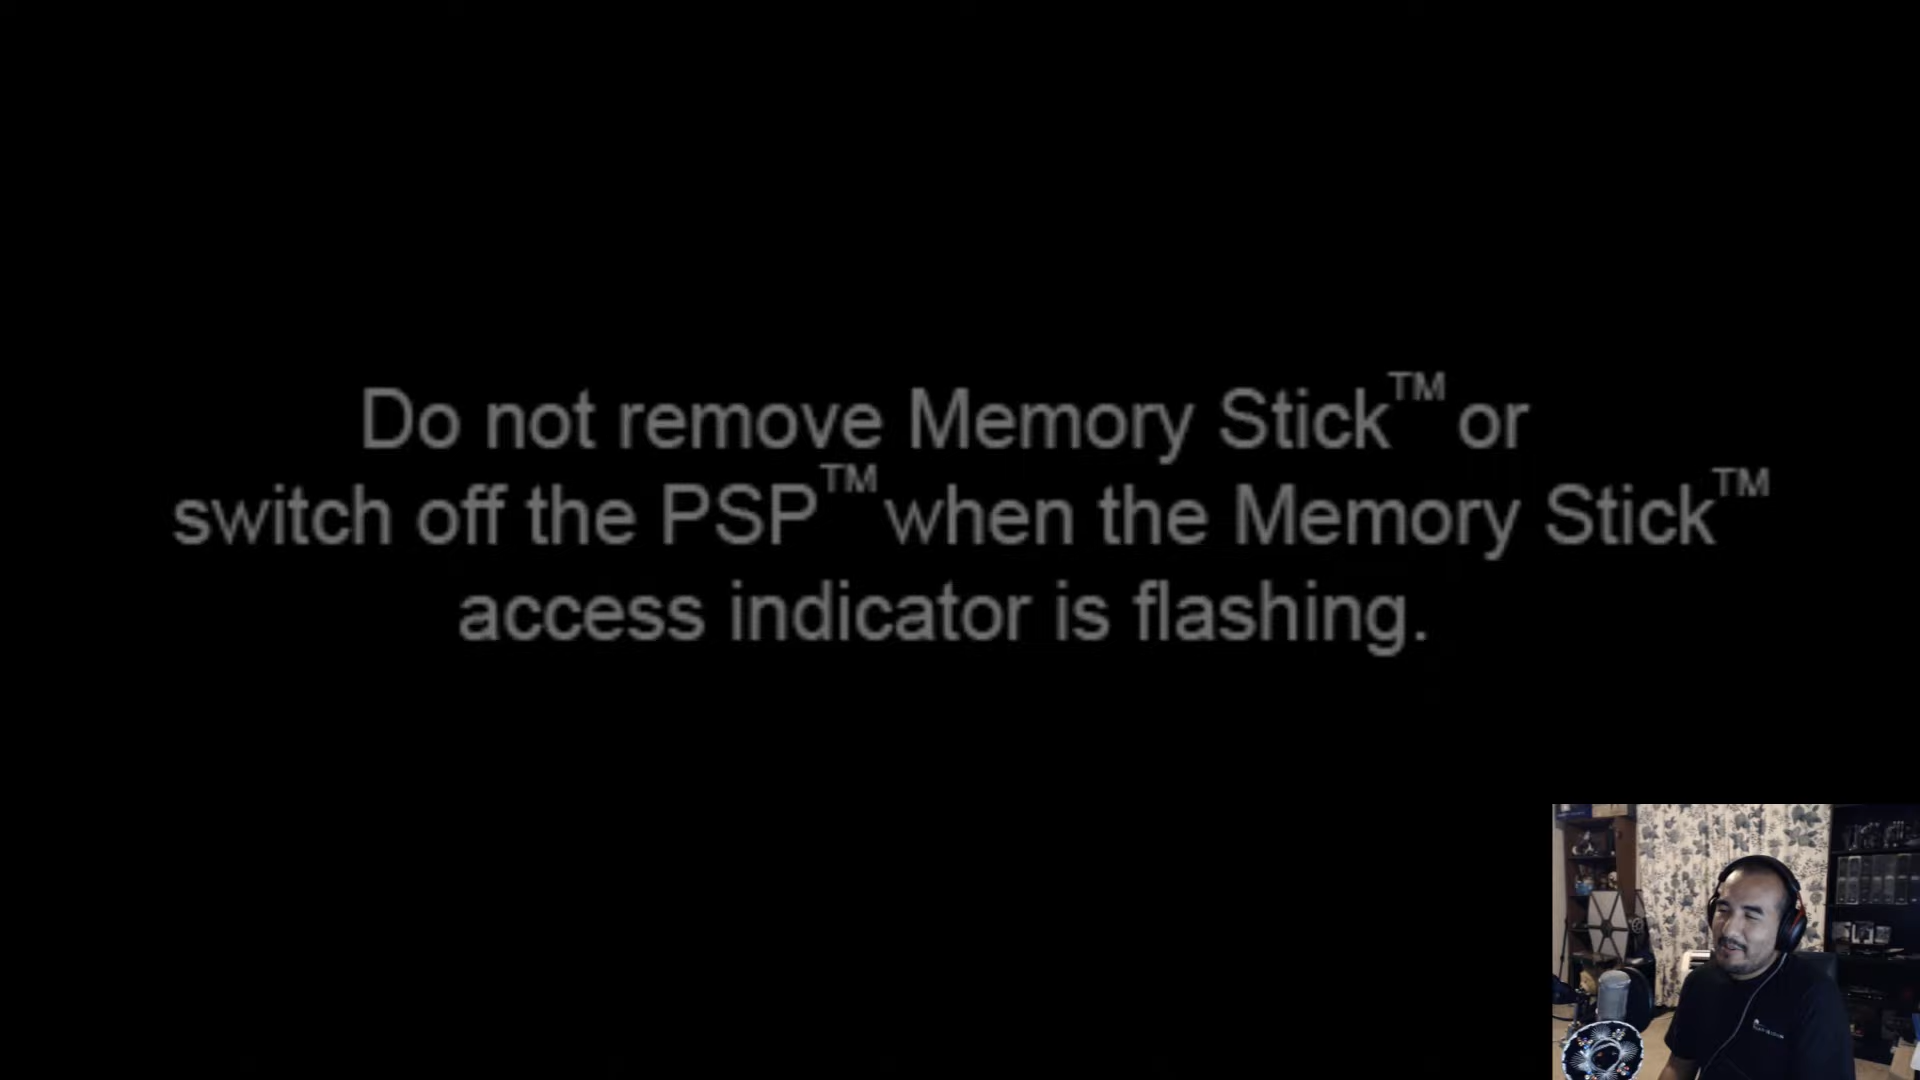 Do not remove Memory Stick™ or
switch off the PSP™ when the Memory Stick™
access indicator is flashing.